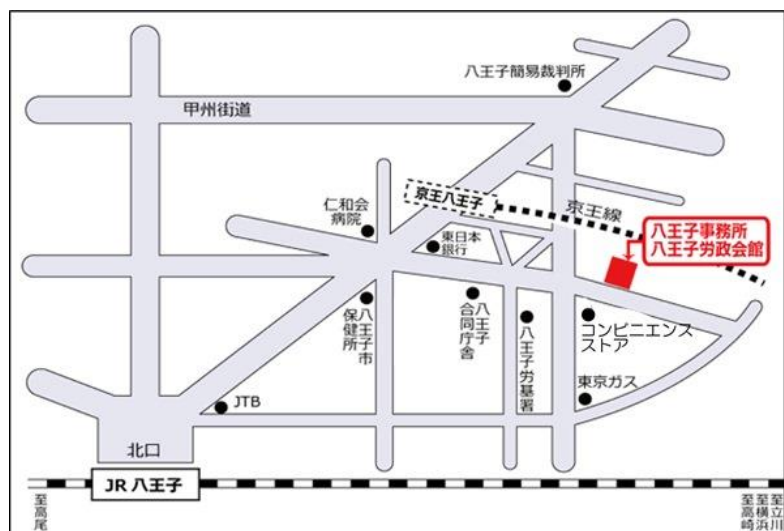 八王子簡易裁判所
甲州街道
京王八王子
京王線
仁和会
病院
八王子事務所
八王子労政会館
東日本
銀行
八王子市
保健所
八王子
合同庁舎
八王子労基署
コンビニエンス
ストア
東京ガス
JTB
北口
JR 八王子
至高尾
至立川
至横浜
至高崎